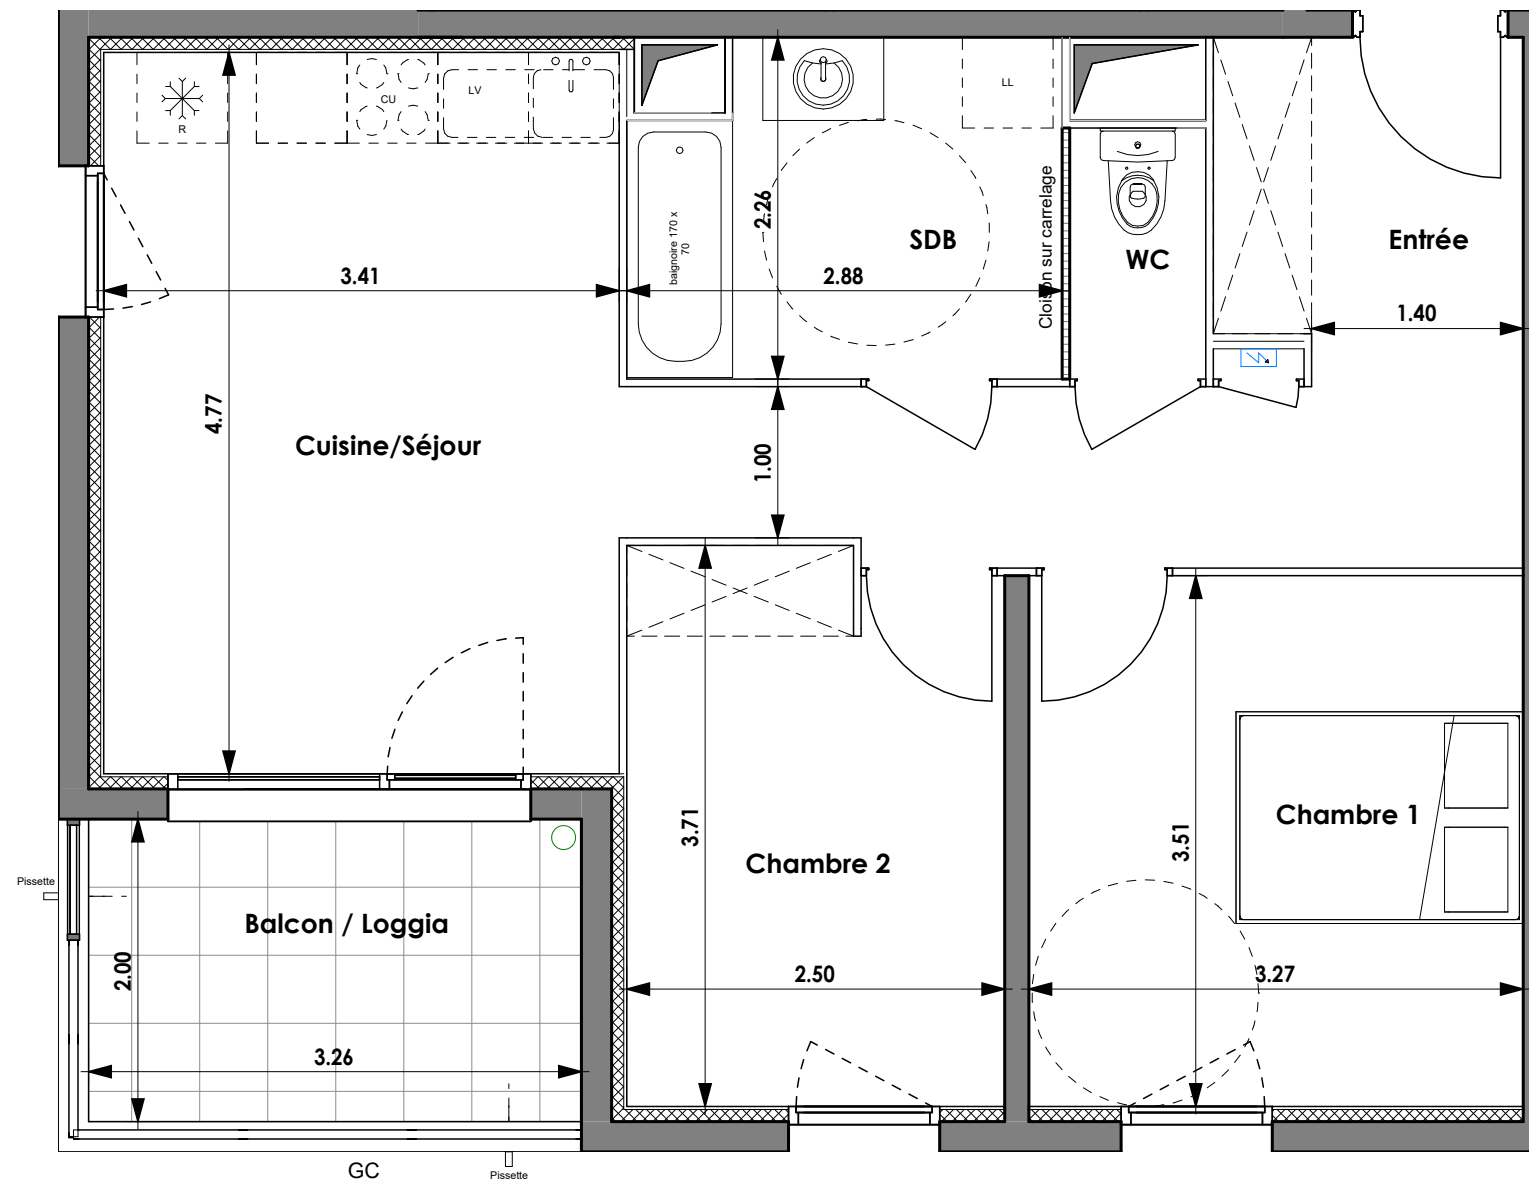 R
CU
LV
LL
baignoire 170 x
70
2.26
SDB
Cloison sur carrelage
WC
Entrée
3.41
2.88
1.40
4.77
Cuisine/Séjour
1.00
3.71
Chambre 2
3.51
Chambre 1
Pissette
Balcon / Loggia
2.00
2.50
3.27
3.26
GC
Pissette